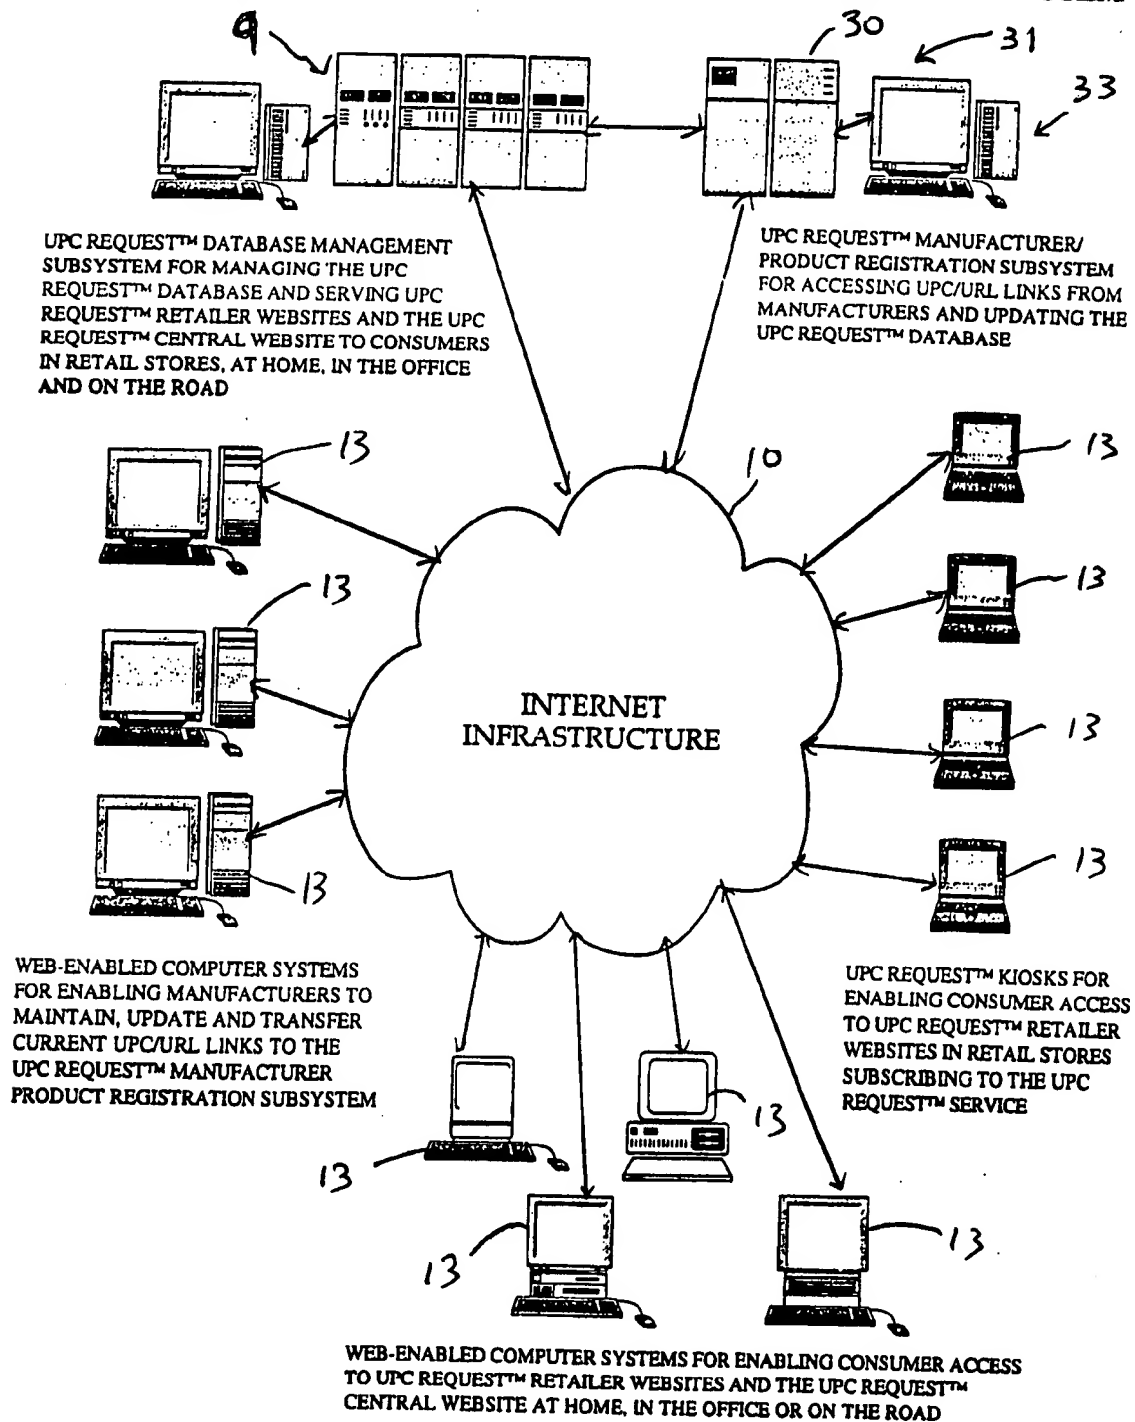 9
30
31
33
UPC REQUEST™ DATABASE MANAGEMENT
SUBSYSTEM FOR MANAGING THE UPC
REQUEST™ DATABASE AND SERVING UPC
REQUEST™ RETAILER WEBSITES AND THE UPC
REQUEST™ CENTRAL WEBSITE TO CONSUMERS
IN RETAIL STORES, AT HOME, IN THE OFFICE
AND ON THE ROAD
UPC REQUEST™ MANUFACTURER/
PRODUCT REGISTRATION SUBSYSTEM
FOR ACCESSING UPC/URL LINKS FROM
MANUFACTURERS AND UPDATING THE
UPC REQUEST™ DATABASE
13
13
10
13
13
INTERNET
INFRASTRUCTURE
13
13
13
WEB-ENABLED COMPUTER SYSTEMS
FOR ENABLING MANUFACTURERS TO
MAINTAIN, UPDATE AND TRANSFER
CURRENT UPC/URL LINKS TO THE
UPC REQUEST™ MANUFACTURER
PRODUCT REGISTRATION SUBSYSTEM
UPC REQUEST™ KIOSKS FOR
ENABLING CONSUMER ACCESS
TO UPC REQUEST™ RETAILER
WEBSITES IN RETAIL STORES
SUBSCRIBING TO THE UPC
REQUEST™ SERVICE
13
13
13
13
WEB-ENABLED COMPUTER SYSTEMS FOR ENABLING CONSUMER ACCESS
TO UPC REQUEST™ RETAILER WEBSITES AND THE UPC REQUEST™
CENTRAL WEBSITE AT HOME, IN THE OFFICE OR ON THE ROAD